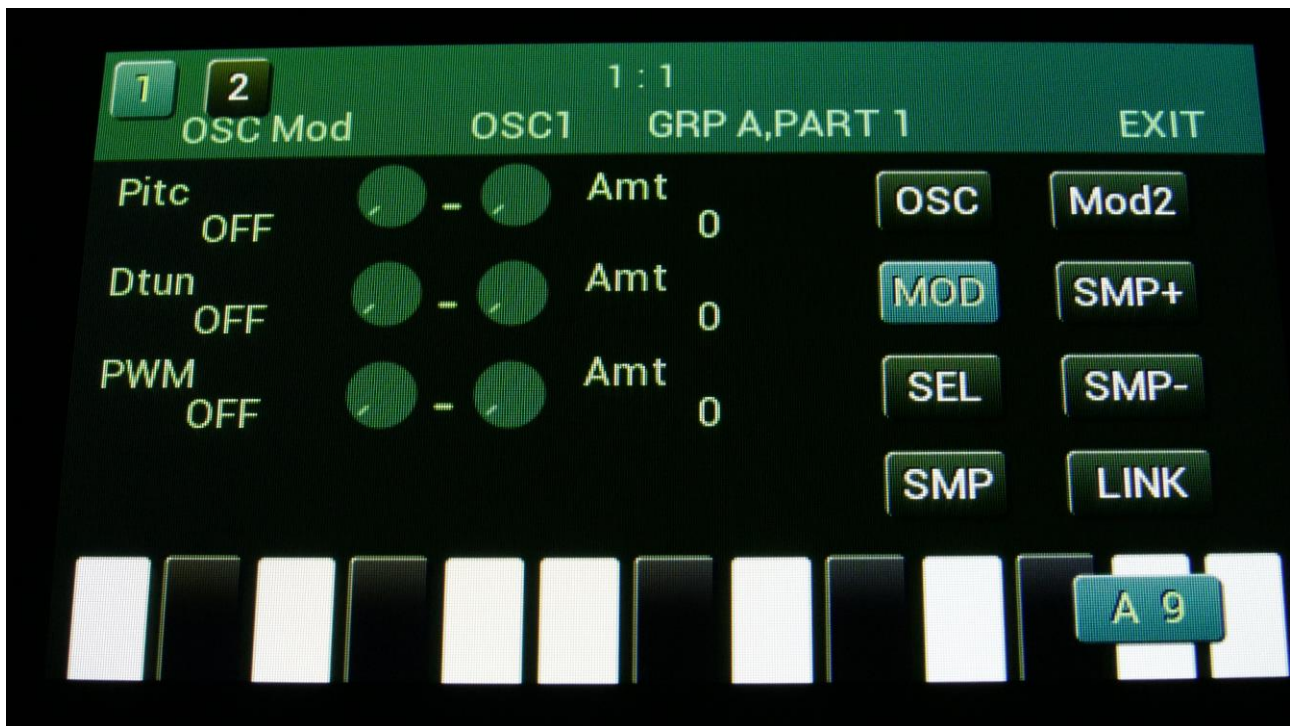 1 2 1 : 1
OSC Mod OSC1 GRP A,PART 1 EXIT
Pitc Amt OSC Mod2
OFF - 0
Dtun Amt MOD SMP+
OFF - 0
PWM Amt SEL SMP-
OFF - 0
SMP LINK
A 9